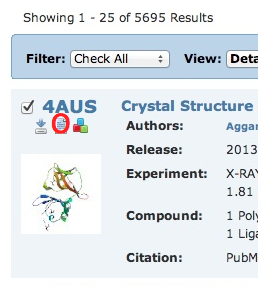 Showing 1 - 25 of 5695 Results
Filter: Check All View: Deta
4AUS Crystal Structure
Authors: Aggar
Release: 2013
Experiment: X-RAY
1.81
Compound: 1 Poly
1 Liga
Citation: PubM